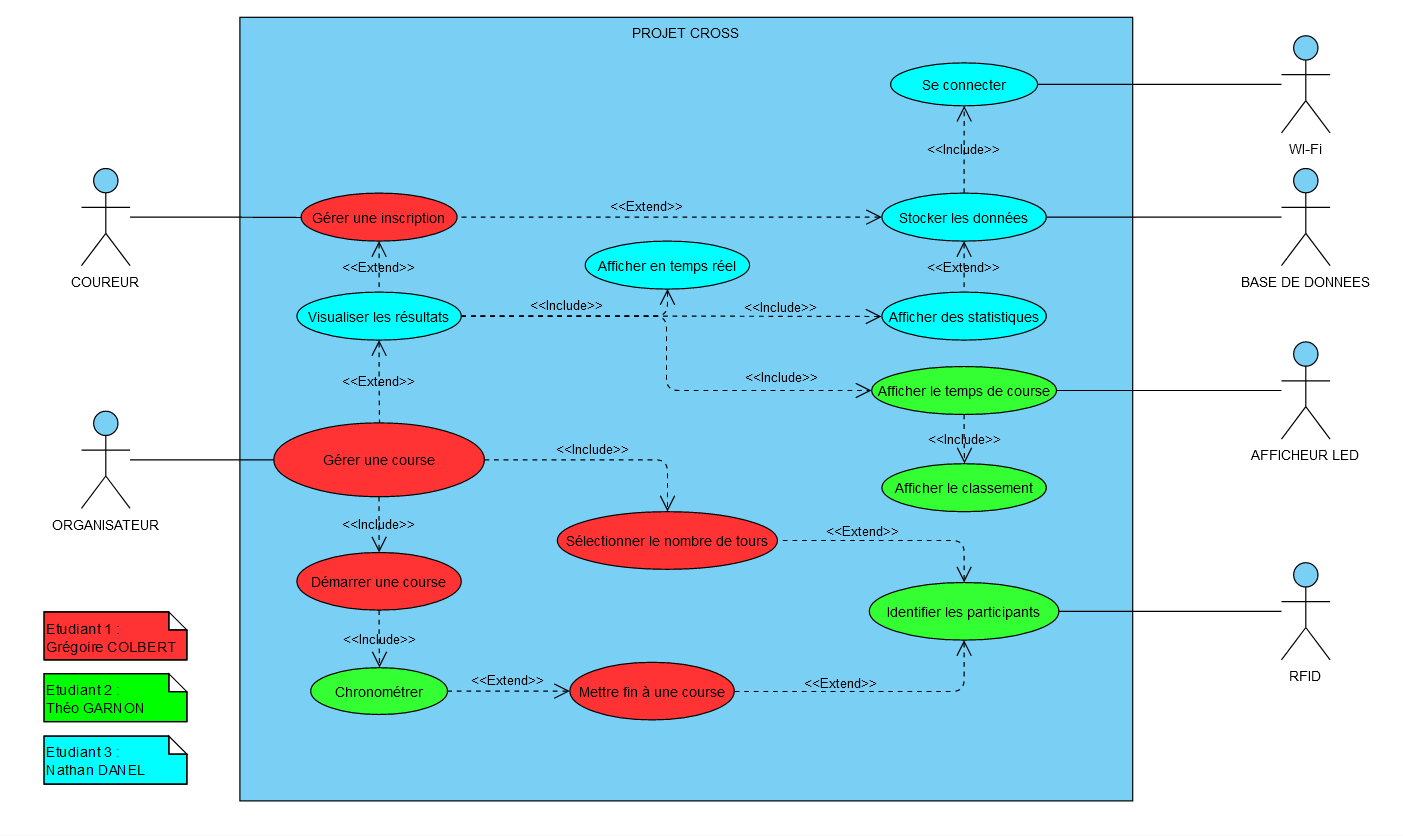 PROJET CROSS
Se connecter
WI-Fi
<<Include>>
COUREUR
Gérer une inscription
<<Extend>>
Stocker les données
BASE DE DONNEES
<<Extend>>
Afficher en temps réel
<<Extend>>
Visualiser les résultats
<<Include>>
<<Include>>
Afficher des statistiques
<<Extend>>
<<Include>>
Afficher le temps de course
AFFICHEUR LED
<<Include>>
ORGANISATEUR
Gérer une course
<<Include>>
Afficher le classement
<<Include>>
Sélectionner le nombre de tours
<<Extend>>
Démarrer une course
Identifier les participants
RFID
<<Include>>
Chronométrer
<<Extend>>
Mettre fin à une course
<<Extend>>
Etudiant 1 :
Grégoire COLBERT
Etudiant 2 :
Théo GARNON
Etudiant 3 :
Nathan DANEL